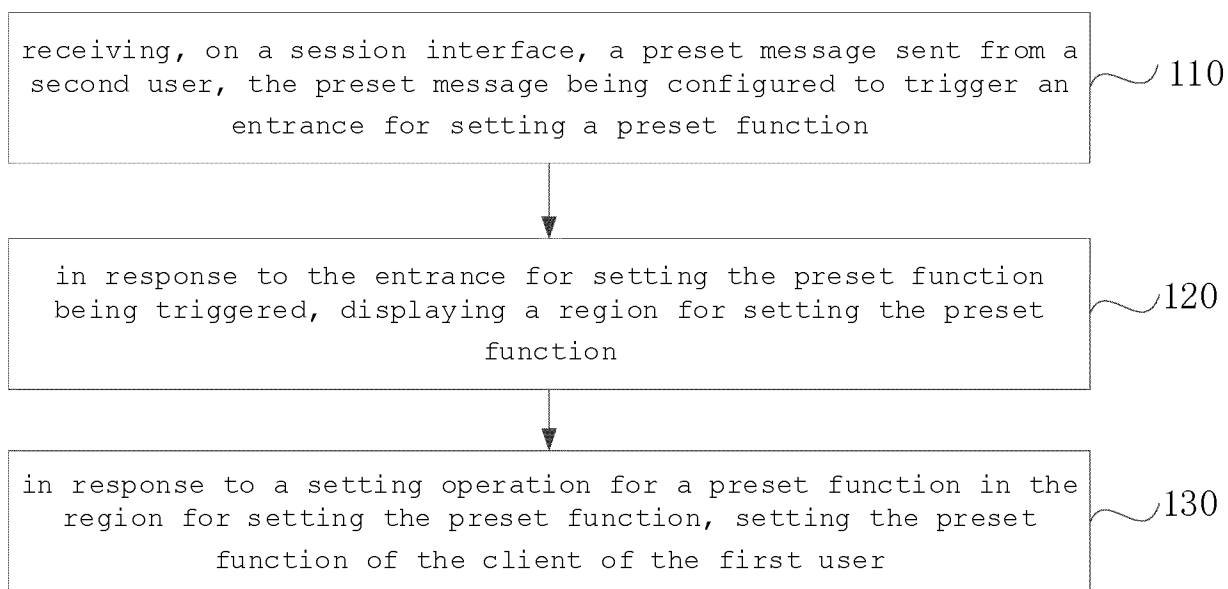 receiving, on a session interface, a preset message sent from a
second user, the preset message being configured to trigger an
entrance for setting a preset function
110
in response to the entrance for setting the preset function
being triggered, displaying a region for setting the preset
function
120
in response to a setting operation for a preset function in the
region for setting the preset function, setting the preset
function of the client of the first user
130